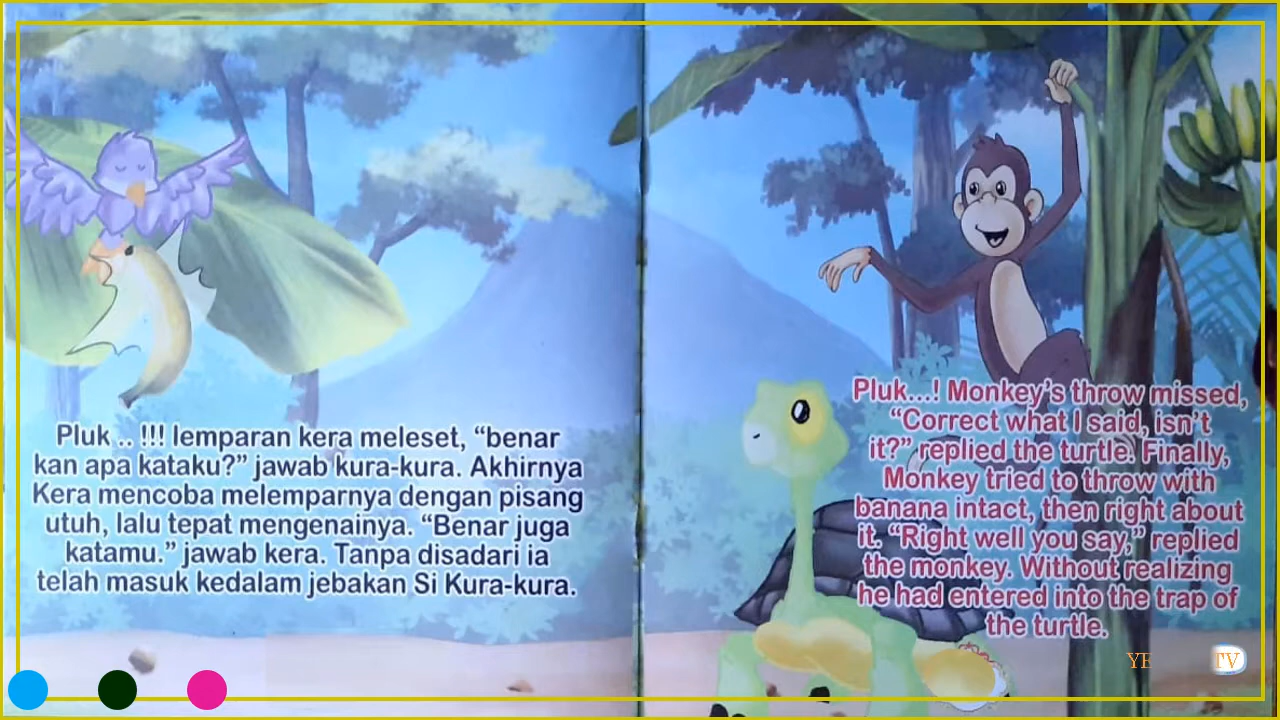 Pluk .. !!! lemparan kera meleset, “benar
kan apa kataku?” jawab kura-kura. Akhirnya
Kera mencoba melemparnya dengan pisang
utuh, lalu tepat mengenainya. “Benar juga
katamu.” jawab kera. Tanpa disadari ia
telah masuk kedalam jebakan Si Kura-kura.
Pluk...! Monkey’s throw missed,
“Correct what I said, isn’t
it?” replied the turtle. Finally,
Monkey tried to throw with
banana intact, then right about
it. “Right well you say,” replied
the monkey. Without realizing
he had entered into the trap of
the turtle.
YE TV